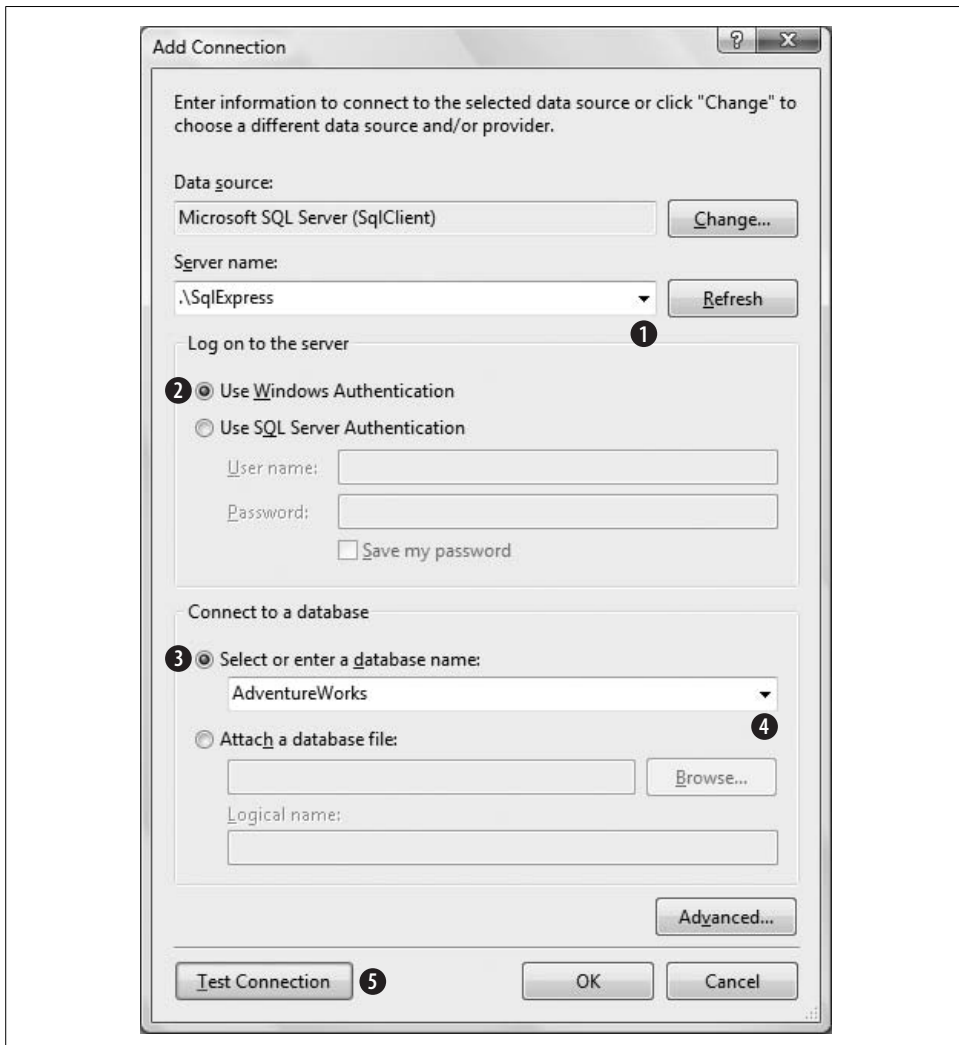 Add Connection
?
X
Enter information to connect to the selected data source or click "Change" to
choose a different data source and/or provider.
Data source:
Microsoft SQL Server (SqlClient)
Change...
Server name:
.\SqlExpress
Refresh
1
Log on to the server
2
Use Windows Authentication
Use SQL Server Authentication
User name:
Password:
Save my password
Connect to a database
3
Select or enter a database name:
AdventureWorks
4
Attach a database file:
Browse...
Logical name:
Advanced...
Test Connection
5
OK
Cancel